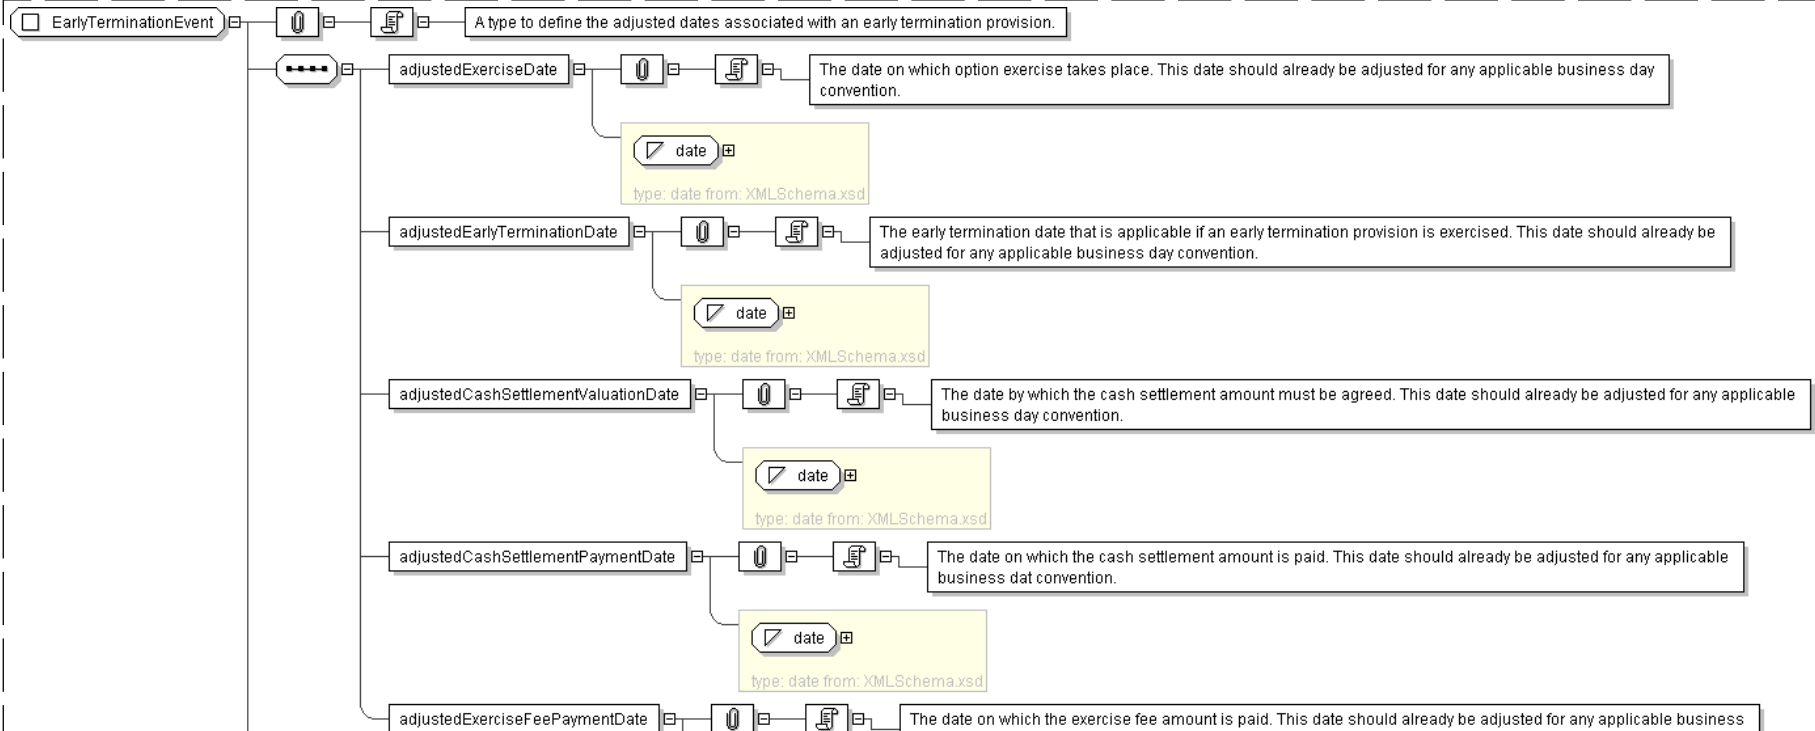 EarlyTerminationEvent
A type to define the adjusted dates associated with an early termination provision.
adjustedExerciseDate
The date on which option exercise takes place. This date should already be adjusted for any applicable business day
convention.
date
type: date from: XMLSchema.xsd
adjustedEarlyTerminationDate
The early termination date that is applicable if an early termination provision is exercised. This date should already be
adjusted for any applicable business day convention.
date
type: date from: XMLSchema.xsd
adjustedCashSettlementValuationDate
The date by which the cash settlement amount must be agreed. This date should already be adjusted for any applicable
business day convention.
date
type: date from: XMLSchema.xsd
adjustedCashSettlementPaymentDate
The date on which the cash settlement amount is paid. This date should already be adjusted for any applicable
business dat convention.
date
type: date from: XMLSchema.xsd
adjustedExerciseFeePaymentDate
The date on which the exercise fee amount is paid. This date should already be adjusted for any applicable business